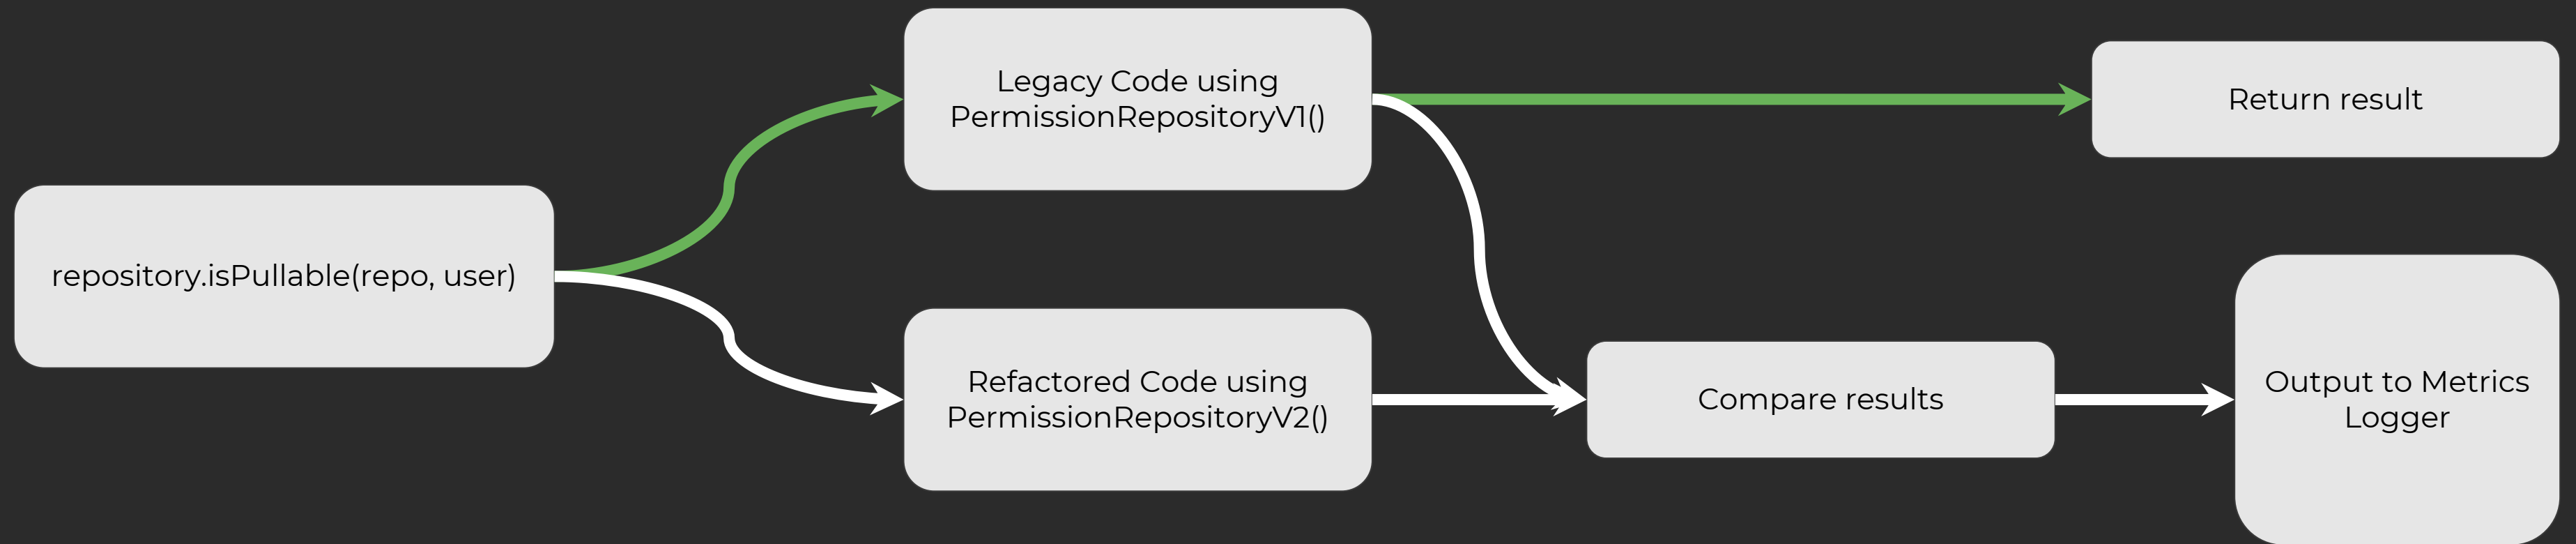 Legacy Code using
PermissionRepositoryV1()
Return result
repository.isPullable(repo, user)
Refactored Code using
PermissionRepositoryV2()
Compare results
Output to Metrics
Logger